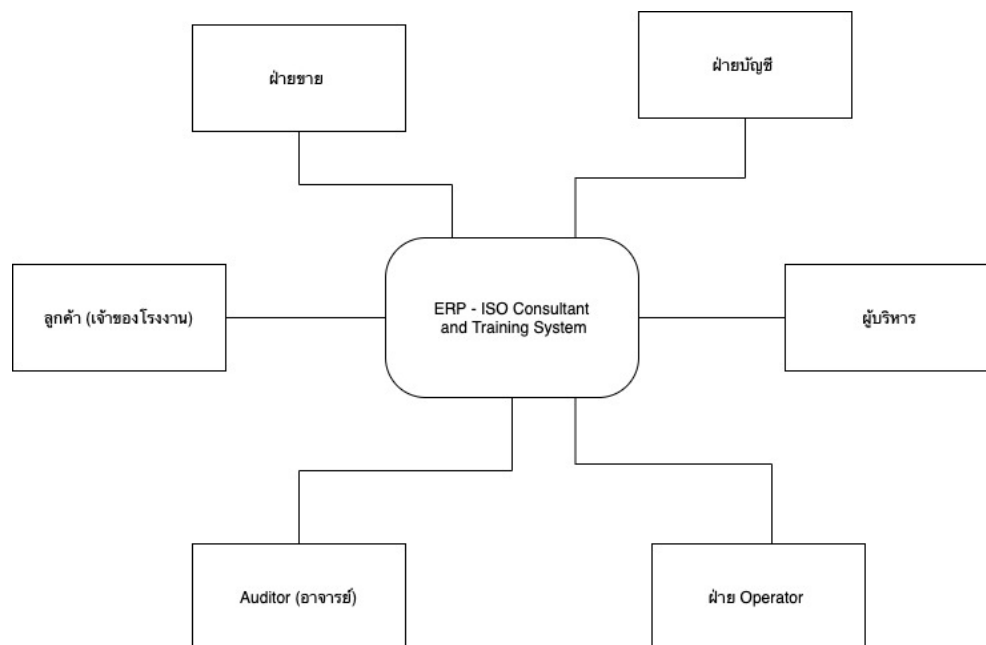 ฝ่ายขาย
ฝ่ายบัญชี
ลูกค้า (เจ้าของโรงงาน)
ERP - ISO Consultant
and Training System
ผู้บริหาร
Auditor (อาจารย์)
ฝ่าย Operator